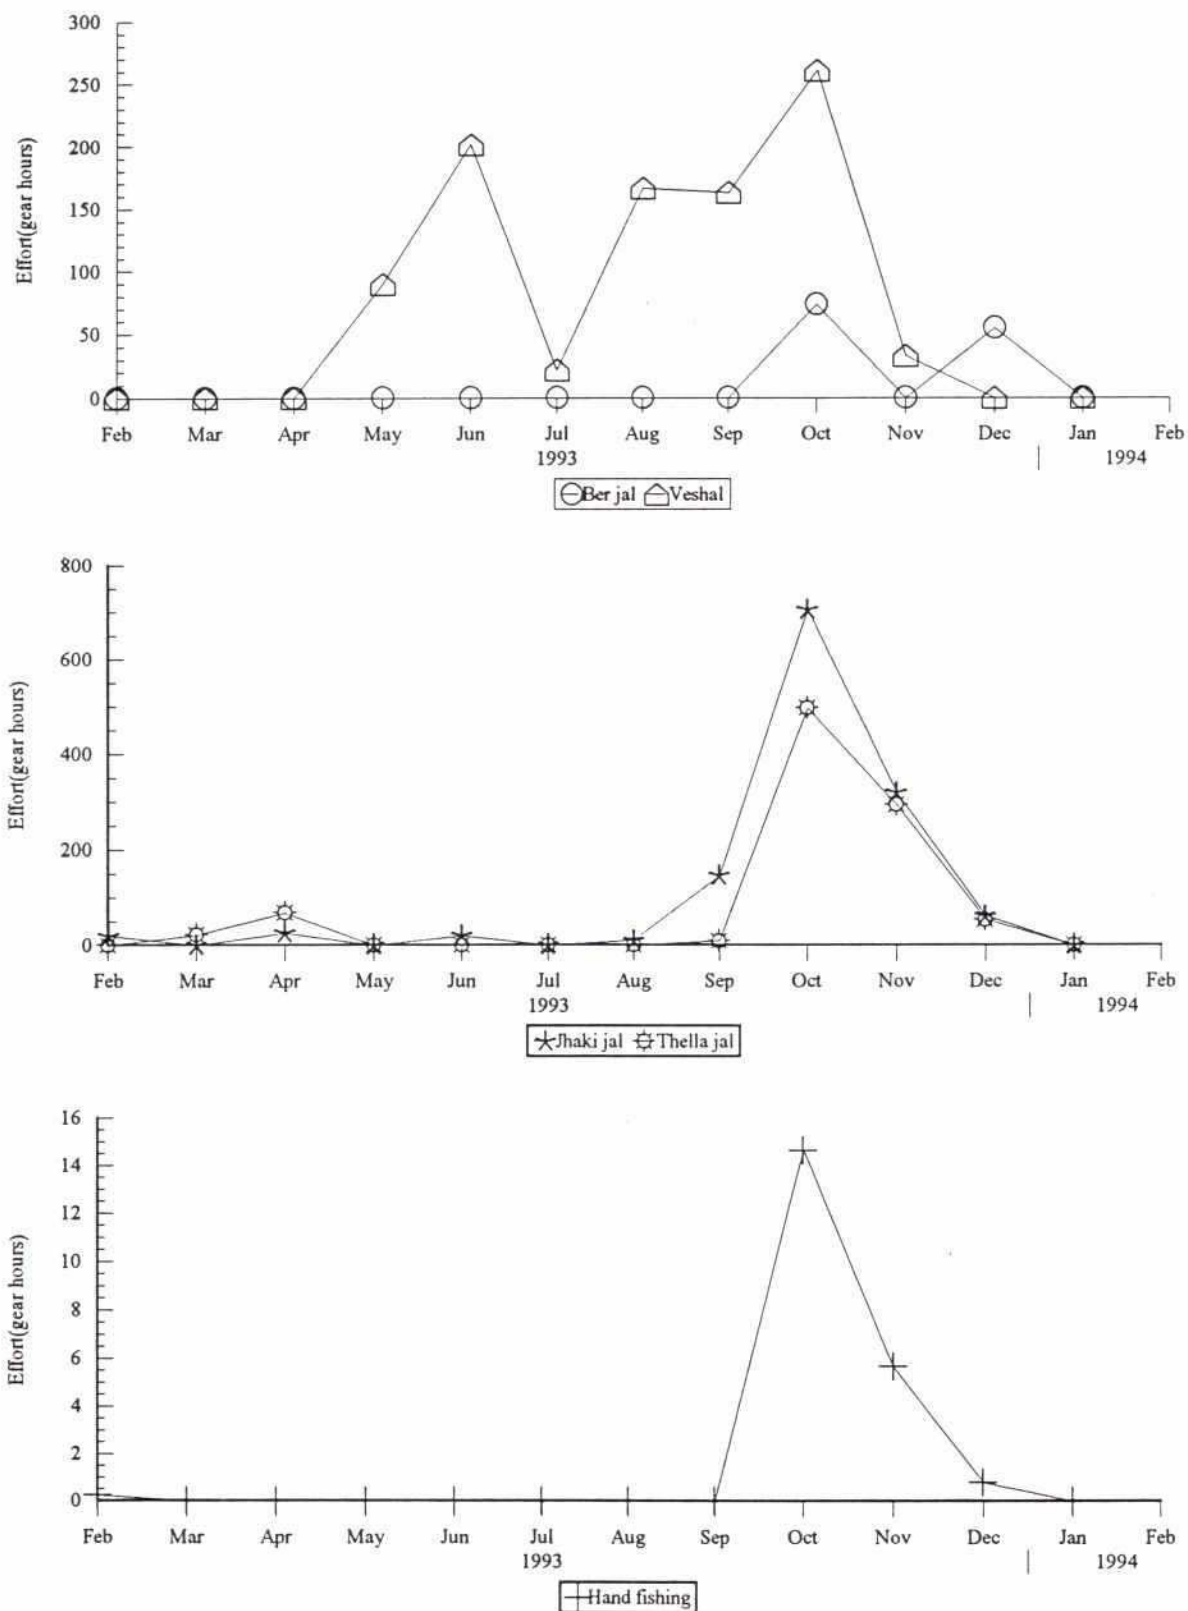 300
250
200
150
100
50
0
Effort(gear hours)
Feb Mar Apr May Jun Jul Aug Sep Oct Nov Dec Jan Feb
1993 1994
Ber jal Veshal
800
600
400
200
0
Effort(gear hours)
Feb Mar Apr May Jun Jul Aug Sep Oct Nov Dec Jan Feb
1993 1994
Jhaki jal Thella jal
16
14
12
10
8
6
4
2
0
Effort(gear hours)
Feb Mar Apr May Jun Jul Aug Sep Oct Nov Dec Jan Feb
1993 1994
Hand fishing